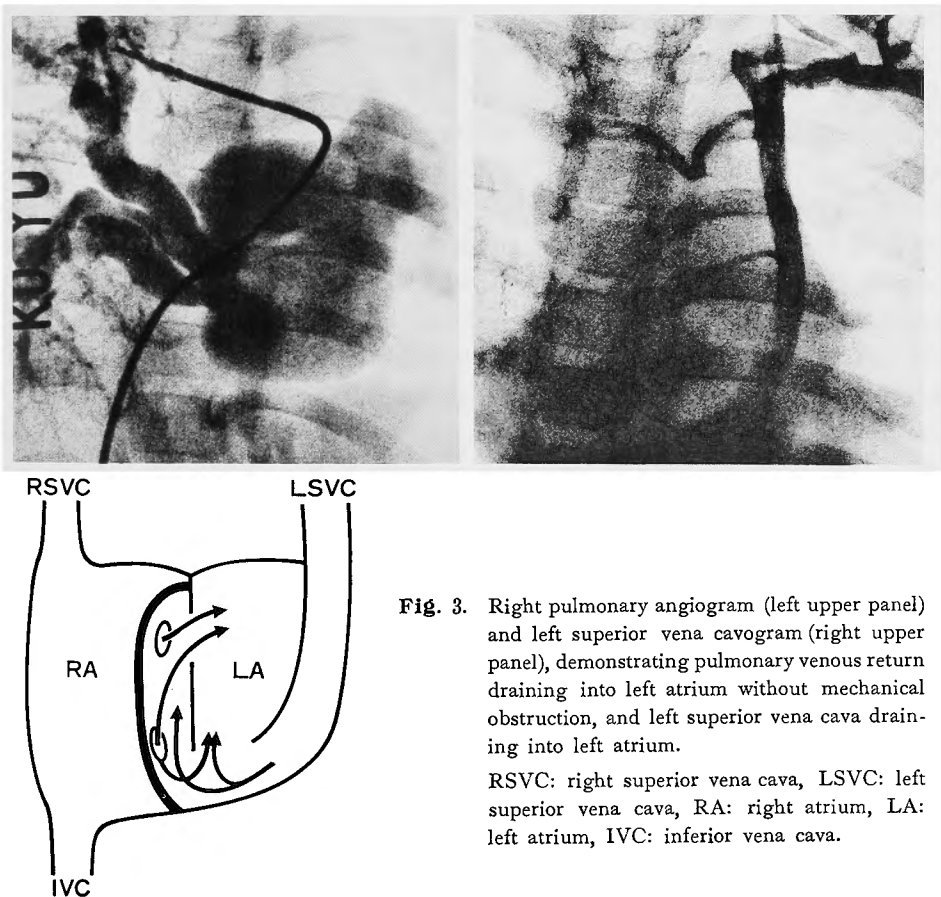 KOYU
RSVC
LSVC
RA
LA
IVC
Fig. 3. Right pulmonary angiogram (left upper panel)
and left superior vena cavogram (right upper
panel), demonstrating pulmonary venous return
draining into left atrium without mechanical
obstruction, and left superior vena cava drain-
ing into left atrium.
RSVC: right superior vena cava, LSVC: left
superior vena cava, RA: right atrium, LA:
left atrium, IVC: inferior vena cava.